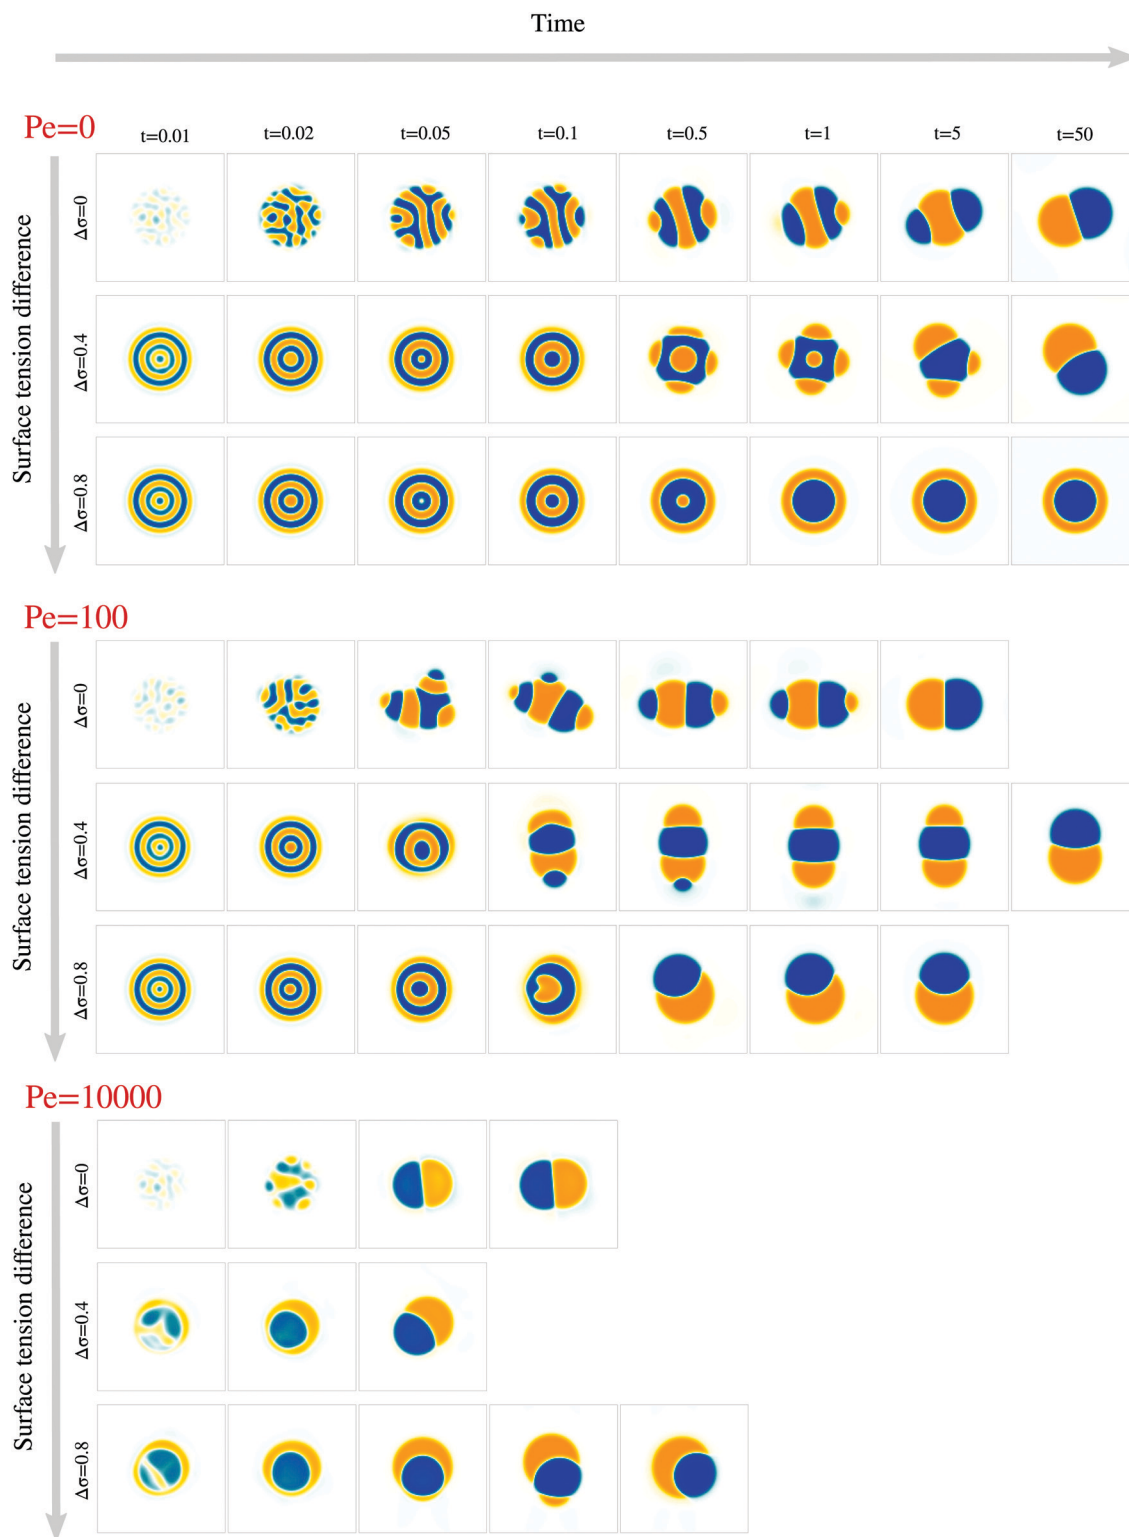 Time
Pe=0
t=0.01 t=0.02 t=0.05 t=0.1 t=0.5 t=1 t=5 t=50
Surface tension difference
Δσ=0
Δσ=0.4
Δσ=0.8
Pe=100
Surface tension difference
Δσ=0
Δσ=0.4
Δσ=0.8
Pe=10000
Surface tension difference
Δσ=0
Δσ=0.4
Δσ=0.8